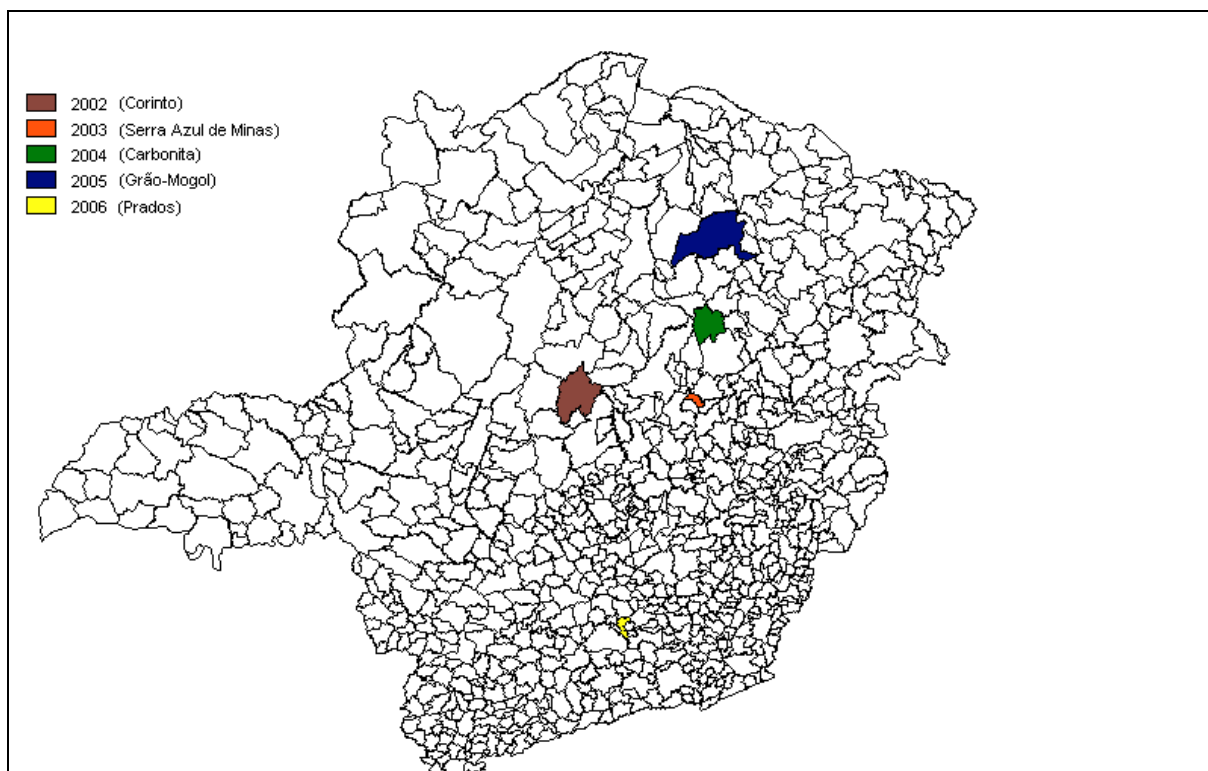 2002 (Corinto)
2003 (Serra Azul de Minas)
2004 (Carbonita)
2005 (Grão-Mogol)
2006 (Prados)